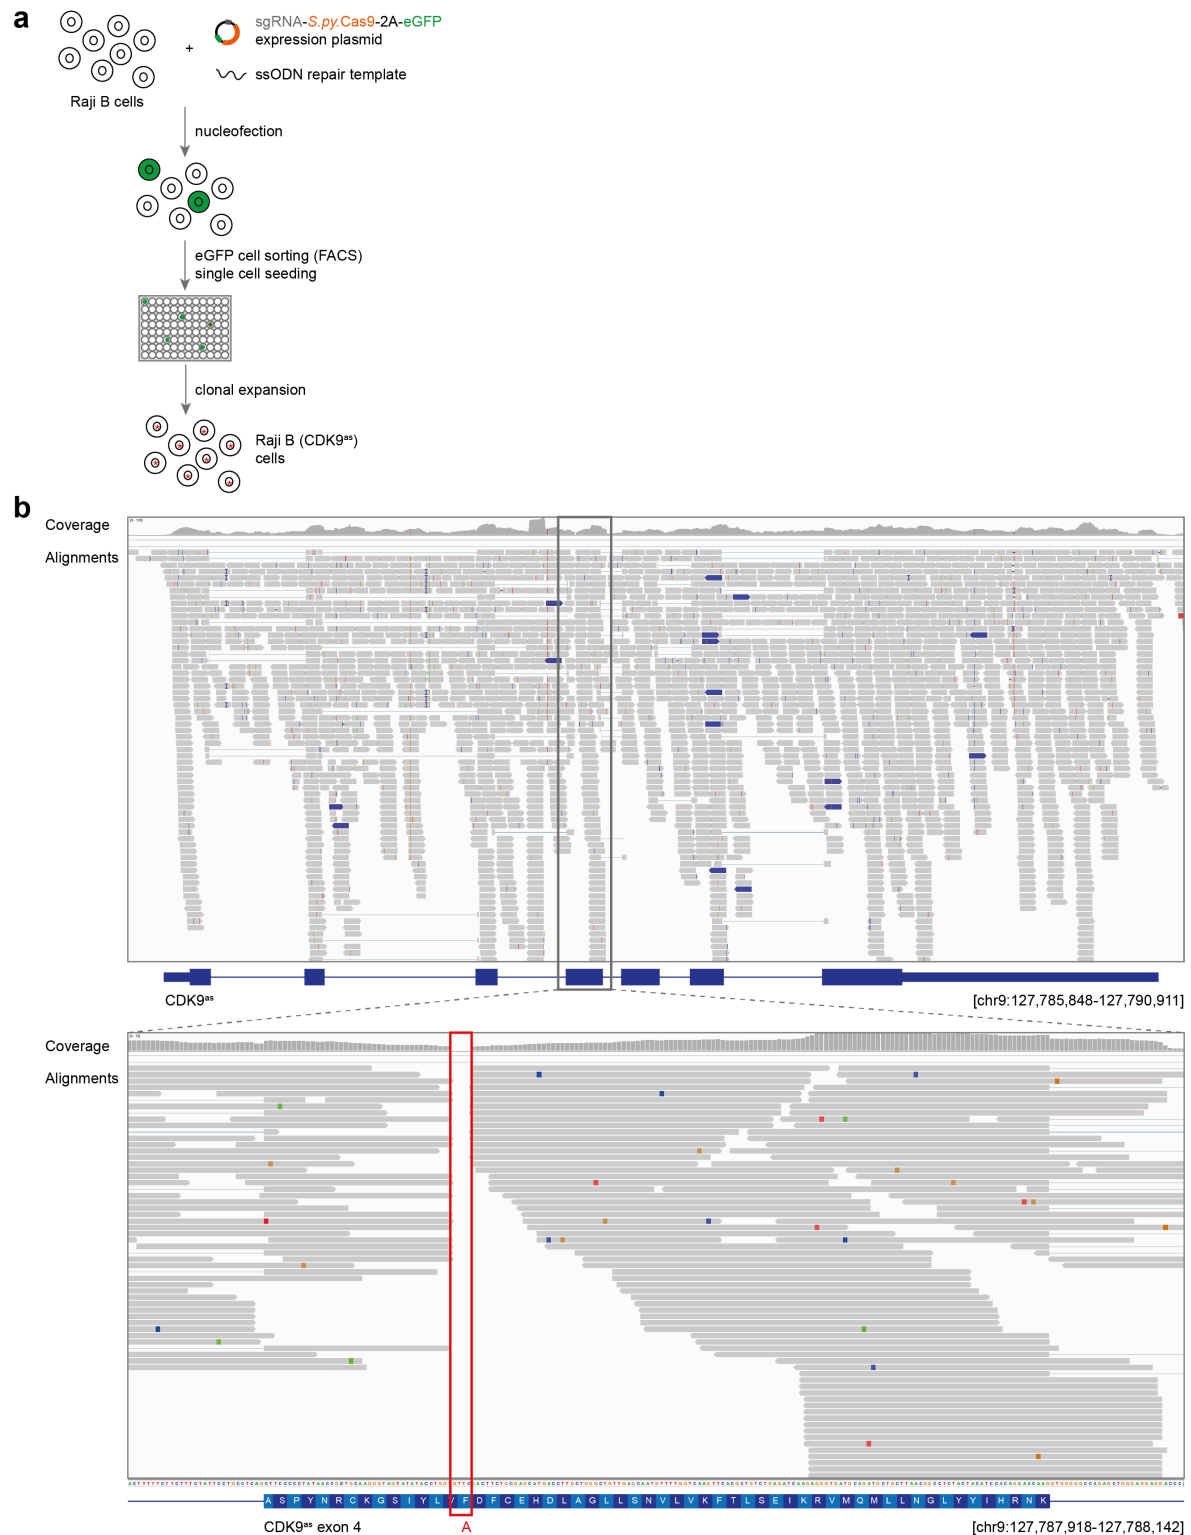 a
sgRNA-S.py.Cas9-2A-eGFP
expression plasmid
+
ssODN repair template
Raji B cells
nucleofection
eGFP cell sorting (FACS)
single cell seeding
clonal expansion
Raji B (CDK9as)
cells
b
Coverage
Alignments
CDK9as
[chr9:127,785,848-127,790,911]
Coverage
Alignments
A S P Y N R C K G S I Y L V F D F C E H D L A G L L S N V L V K F T L S E I K R V M Q M L L N G L Y Y I H R N K
CDK9as exon 4
A
[chr9:127,787,918-127,788,142]